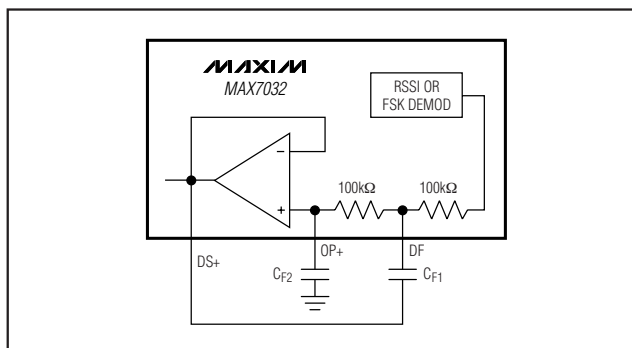 MAXIM
MAX7032
RSSI OR
FSK DEMOD
−
100kΩ
100kΩ
+
DS+
OP+
DF
CF2
CF1